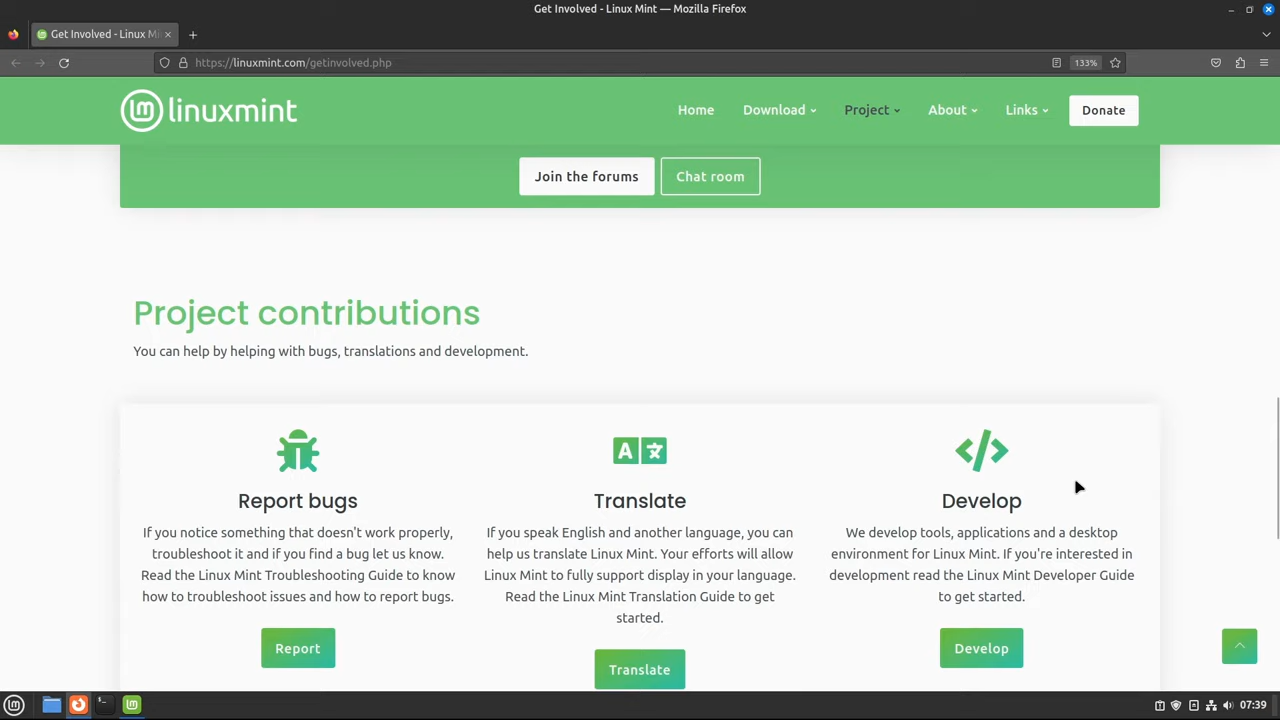 Get Involved - Linux Mint — Mozilla Firefox
Get Involved - Linux Mi
https://linuxmint.com/getinvolved.php
133%
linuxmint
Home Download Project About Links Donate
Join the forums Chat room
Project contributions
You can help by helping with bugs, translations and development.
A
Report bugs
If you notice something that doesn't work properly,
troubleshoot it and if you find a bug let us know.
Read the Linux Mint Troubleshooting Guide to know
how to troubleshoot issues and how to report bugs.
Report
Translate
If you speak English and another language, you can
help us translate Linux Mint. Your efforts will allow
Linux Mint to fully support display in your language.
Read the Linux Mint Translation Guide to get
started.
Translate
Develop
We develop tools, applications and a desktop
environment for Linux Mint. If you're interested in
development read the Linux Mint Developer Guide
to get started.
Develop
07:39